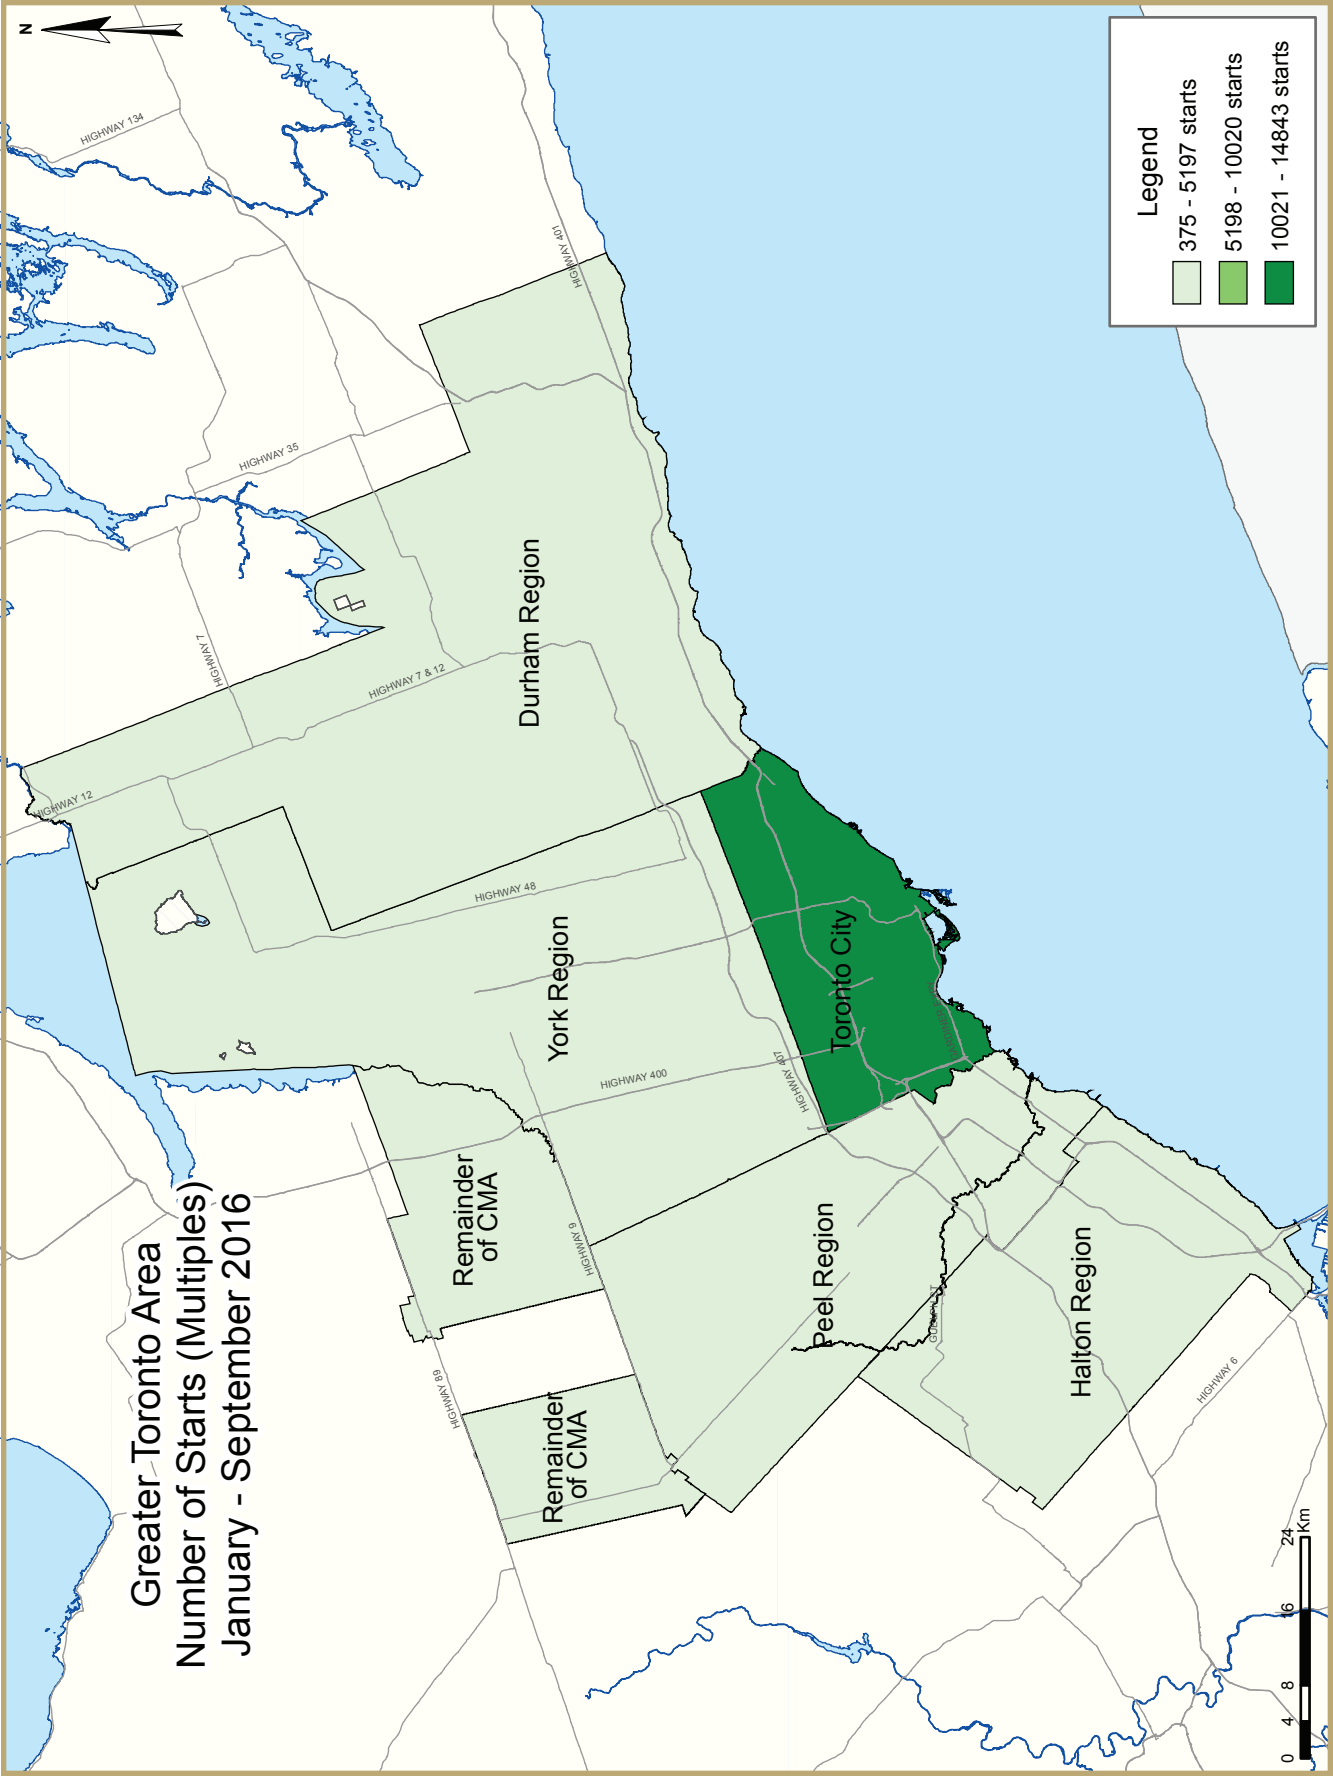 Greater Toronto Area
Number of Starts (Multiples)
January - September 2016
N
HIGHWAY 134
HIGHWAY 401
HIGHWAY 35
HIGHWAY 7
HIGHWAY 7 & 12
HIGHWAY 12
Durham Region
HIGHWAY 48
York Region
Toronto City
HIGHWAY 407
HIGHWAY 400
Remainder
of CMA
HIGHWAY 9
HIGHWAY 89
Remainder
of CMA
Peel Region
Halton Region
HIGHWAY 6
Legend
375 - 5197 starts
5198 - 10020 starts
10021 - 14843 starts
0 4 8 16 24
Km